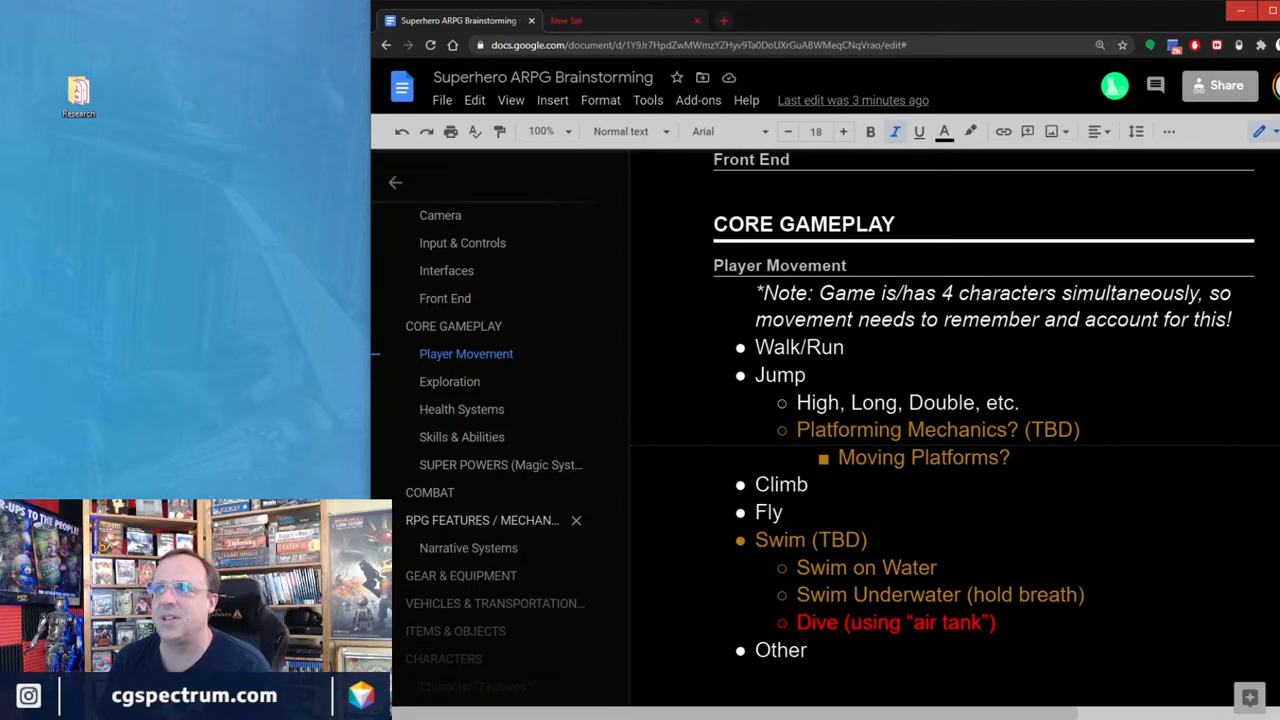 Superhero ARPG Brainstorming
New Tab
docs.google.com/document/d/1Y9Jr7HpdZwMWmzYZHyv9Ta0DoUXrGuABWMeqCNqVrao/edit#
Research
Superhero ARPG Brainstorming
File Edit View Insert Format Tools Add-ons Help Last edit was 3 minutes ago
Share
100% Normal text Arial 18
Camera
Input & Controls
Interfaces
Front End
CORE GAMEPLAY
Player Movement
Exploration
Health Systems
Skills & Abilities
SUPER POWERS (Magic Syst...
COMBAT
RPG FEATURES / MECHAN...
Narrative Systems
GEAR & EQUIPMENT
VEHICLES & TRANSPORTATION...
ITEMS & OBJECTS
CHARACTERS
Character "Features"
Front End
CORE GAMEPLAY
Player Movement
*Note: Game is/has 4 characters simultaneously, so
movement needs to remember and account for this!
● Walk/Run
● Jump
○ High, Long, Double, etc.
○ Platforming Mechanics? (TBD)
■ Moving Platforms?
● Climb
● Fly
● Swim (TBD)
○ Swim on Water
○ Swim Underwater (hold breath)
○ Dive (using “air tank”)
● Other
cgspectrum.com